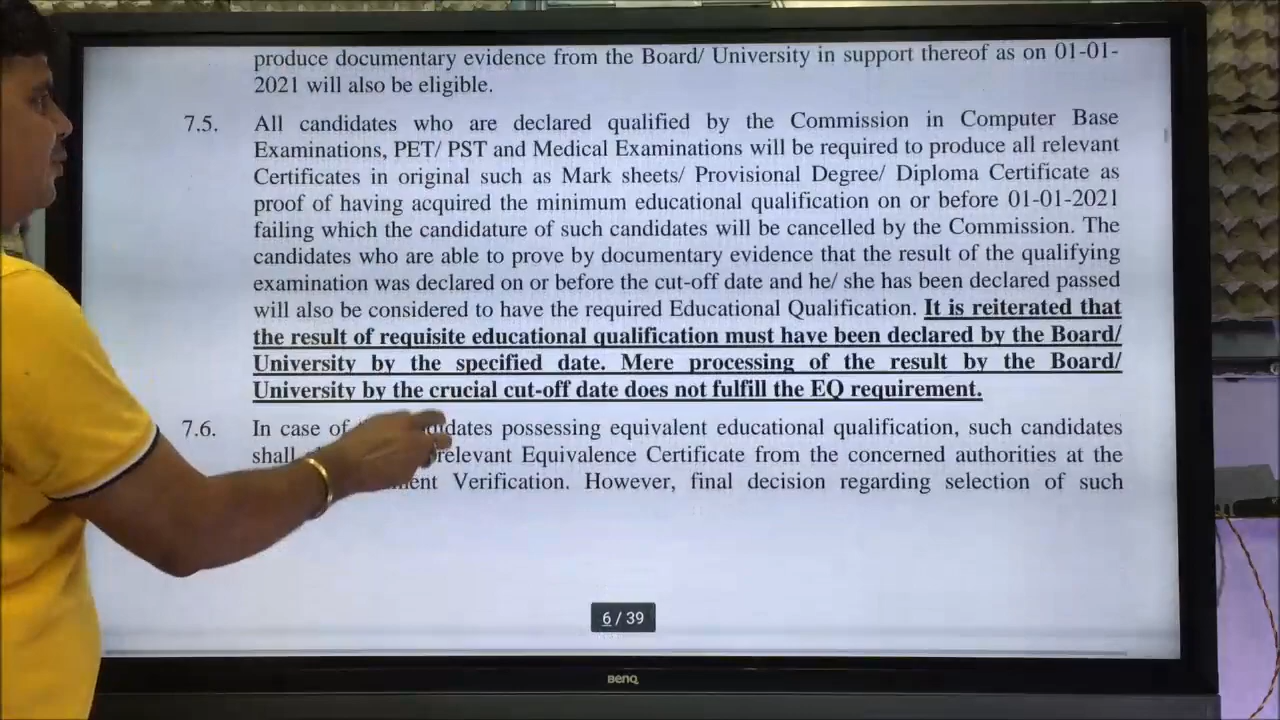 produce documentary evidence from the Board/ University in support thereof as on 01-01-
2021 will also be eligible.
7.5. All candidates who are declared qualified by the Commission in Computer Base
Examinations, PET/ PST and Medical Examinations will be required to produce all relevant
Certificates in original such as Mark sheets/ Provisional Degree/ Diploma Certificate as
proof of having acquired the minimum educational qualification on or before 01-01-2021
failing which the candidature of such candidates will be cancelled by the Commission. The
candidates who are able to prove by documentary evidence that the result of the qualifying
examination was declared on or before the cut-off date and he/ she has been declared passed
will also be considered to have the required Educational Qualification. It is reiterated that
the result of requisite educational qualification must have been declared by the Board/
University by the specified date. Mere processing of the result by the Board/
University by the crucial cut-off date does not fulfill the EQ requirement.
7.6. In case of possessing equivalent educational qualification, such candidates
shall relevant Equivalence Certificate from the concerned authorities at the
Verification. However, final decision regarding selection of such
6 / 39
BenQ